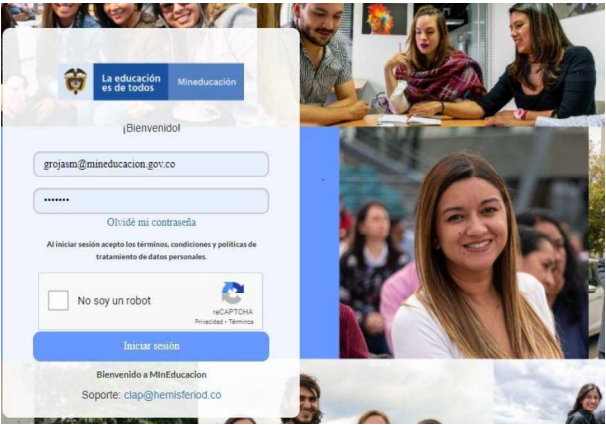 La educación
es de todos
Mineducación
¡Bienvenido!
grojasm@mineducacion.gov.co
•••••••
Olvidé mi contraseña
Al iniciar sesión acepto los términos, condiciones y políticas de
tratamiento de datos personales.
No soy un robot
reCAPTCHA
Privacidad - Términos
Iniciar sesión
Bienvenido a MInEducacion
Soporte: clap@hemisferiod.co